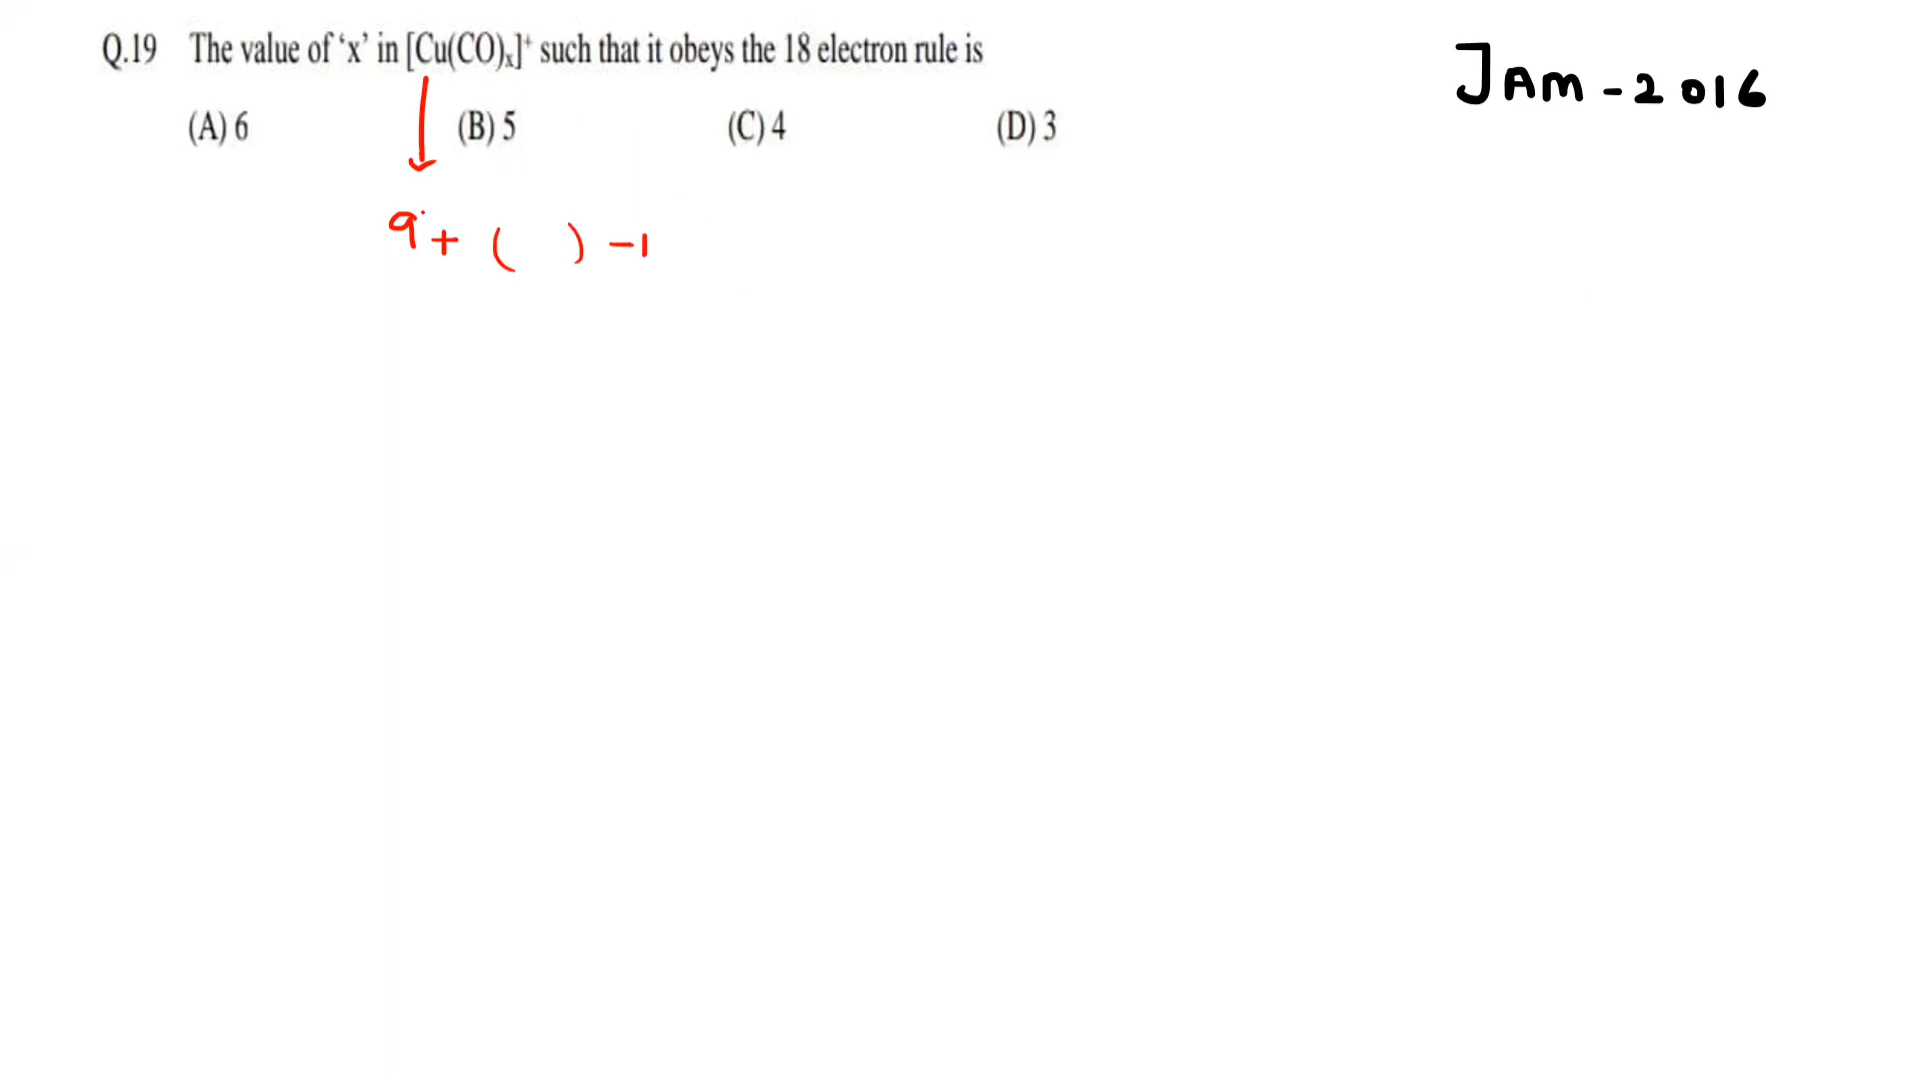 Q.19 The value of ‘x’ in [Cu(CO)ₓ]⁺ such that it obeys the 18 electron rule is
JAM - 2016
(A) 6 (B) 5 (C) 4 (D) 3
9 + ( ) - 1